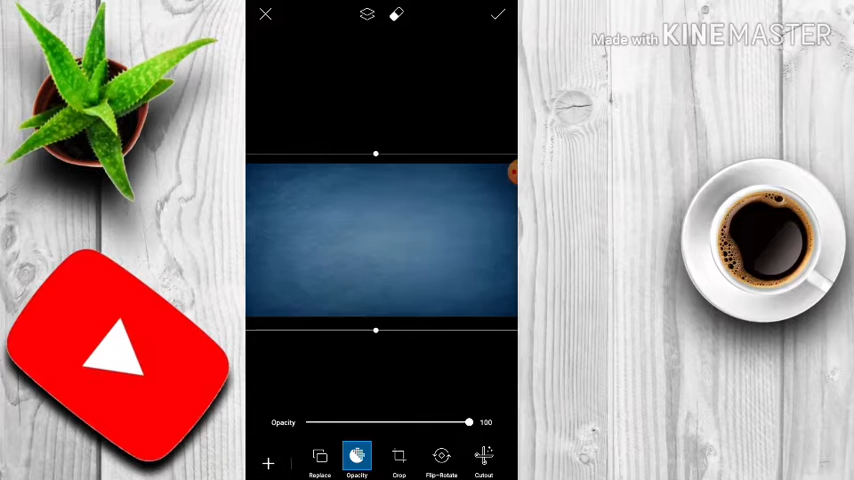 Made with KINEMASTER
Opacity 100
Replace Opacity Crop Flip-Rotate Cutout